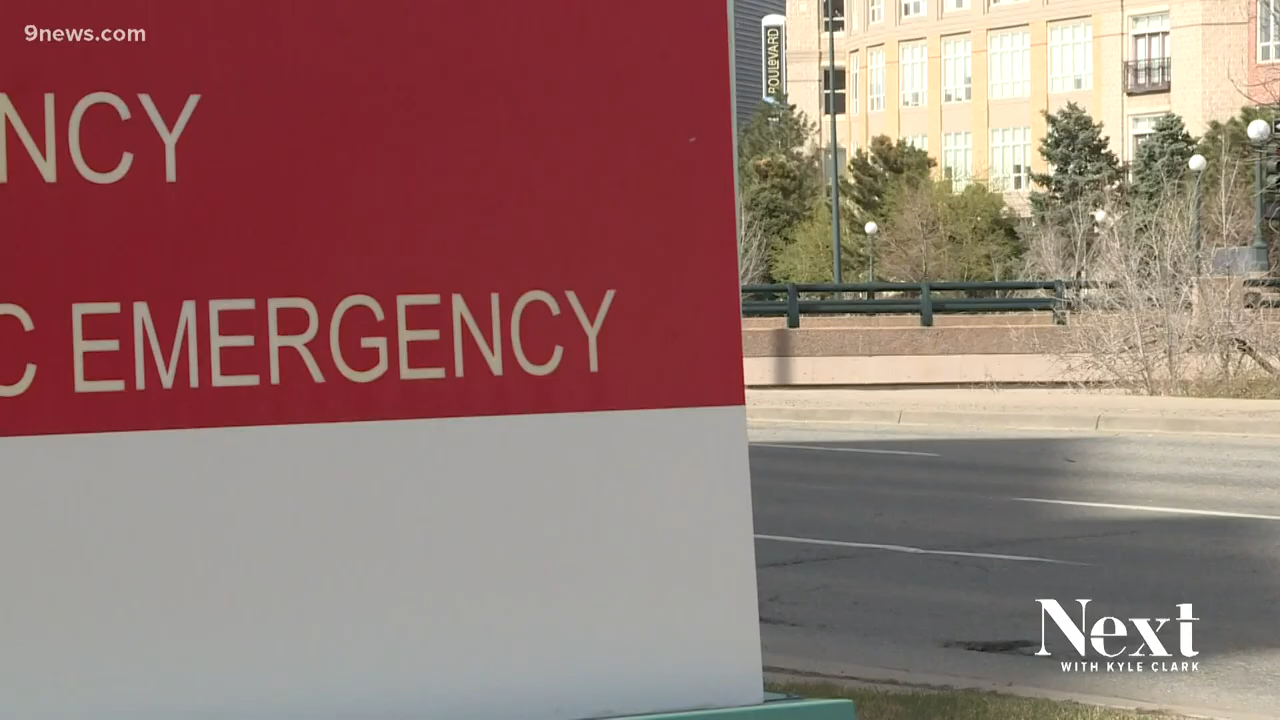 9news.com
BOULEVARD
NCY
C EMERGENCY
Next
WITH KYLE CLARK